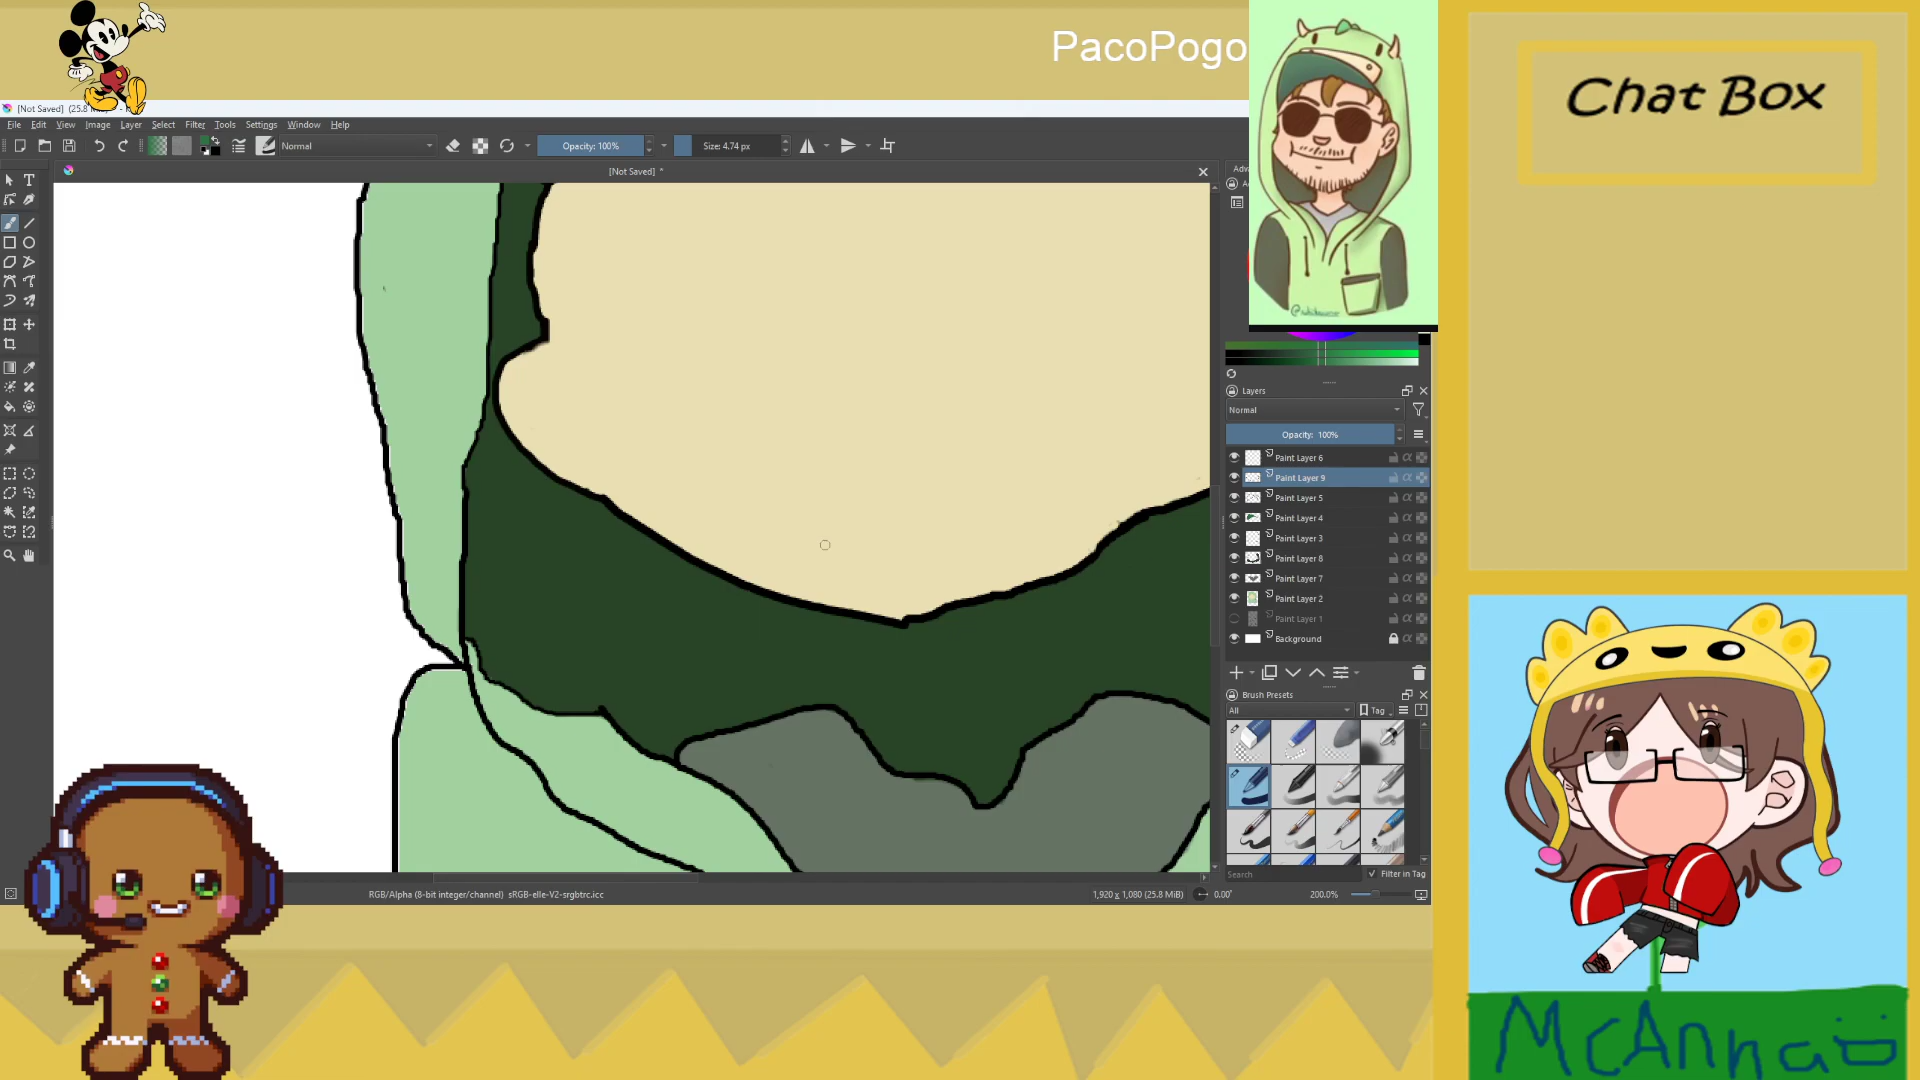 PacoPogo
Chat Box
[Not Saved] (25.8
File Edit View Image Layer Select Filter Tools Settings Window Help
Normal
Opacity: 100%
Size: 4.74 px
[Not Saved] *
Layers
Normal
Opacity: 100%
Paint Layer 6
Paint Layer 9
Paint Layer 5
Paint Layer 4
Paint Layer 3
Paint Layer 8
Paint Layer 7
Paint Layer 2
Paint Layer 1
Background
Brush Presets
All
Tag
Search
Filter in Tag
RGB/Alpha (8-bit integer/channel) sRGB-elle-V2-srgbtrc.icc
1,920 x 1,080 (25.8 MiB)
0.00°
200.0%
McAnna